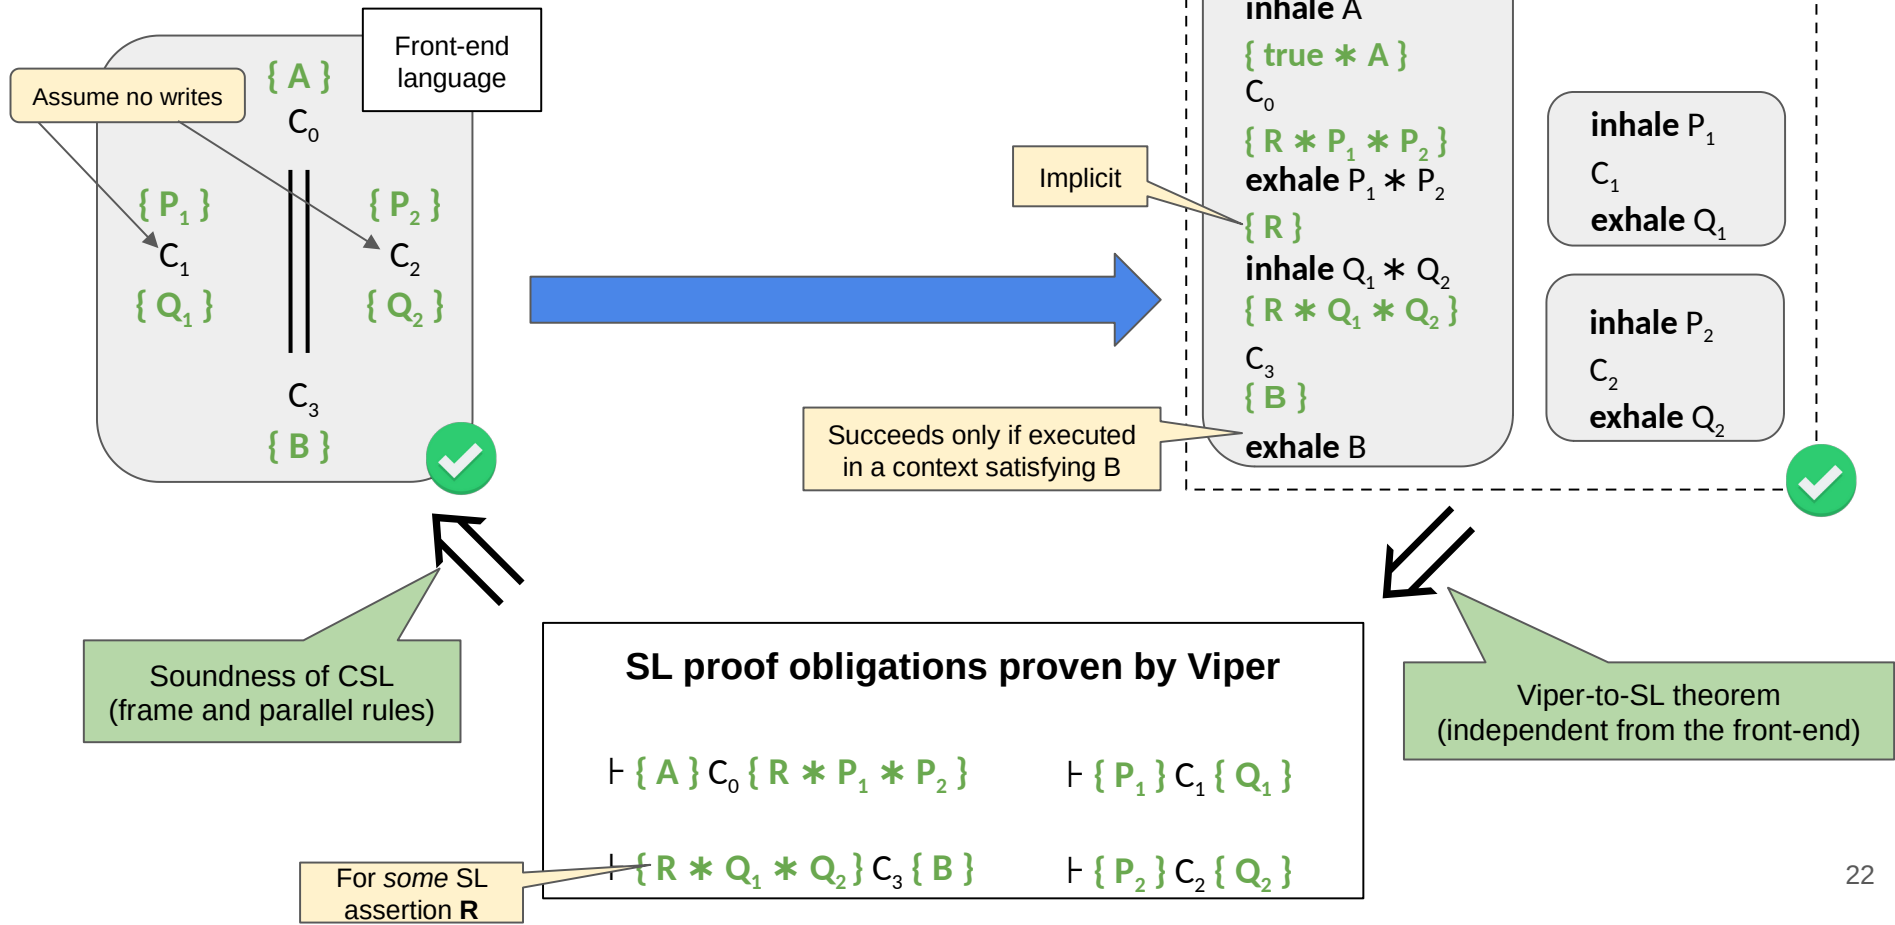 Front-end
language
Assume no writes
{ A }
C₀
{ P₁ }
{ P₂ }
C₁
C₂
{ Q₁ }
{ Q₂ }
C₃
{ B }
inhale A
{ true ∗ A }
C₀
{ R ∗ P₁ ∗ P₂ }
exhale P₁ ∗ P₂
Implicit
{ R }
inhale Q₁ ∗ Q₂
{ R ∗ Q₁ ∗ Q₂ }
C₃
{ B }
exhale B
Succeeds only if executed
in a context satisfying B
inhale P₁
C₁
exhale Q₁
inhale P₂
C₂
exhale Q₂
Soundness of CSL
(frame and parallel rules)
Viper-to-SL theorem
(independent from the front-end)
SL proof obligations proven by Viper
⊦ { A } C₀ { R ∗ P₁ ∗ P₂ }
⊦ { P₁ } C₁ { Q₁ }
⊦ { R ∗ Q₁ ∗ Q₂ } C₃ { B }
⊦ { P₂ } C₂ { Q₂ }
For some SL
assertion R
22